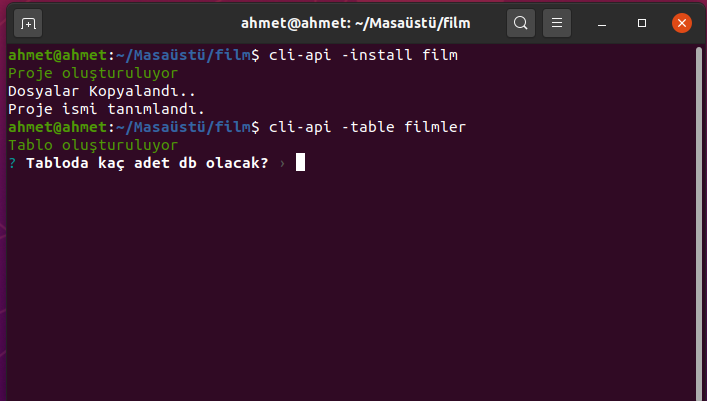 ahmet@ahmet: ~/Masaüstü/film
ahmet@ahmet:~/Masaüstü/film$ cli-api -install film
Proje oluşturuluyor
Dosyalar Kopyalandı..
Proje ismi tanımlandı.
ahmet@ahmet:~/Masaüstü/film$ cli-api -table filmler
Tablo oluşturuluyor
? Tabloda kaç adet db olacak? ›